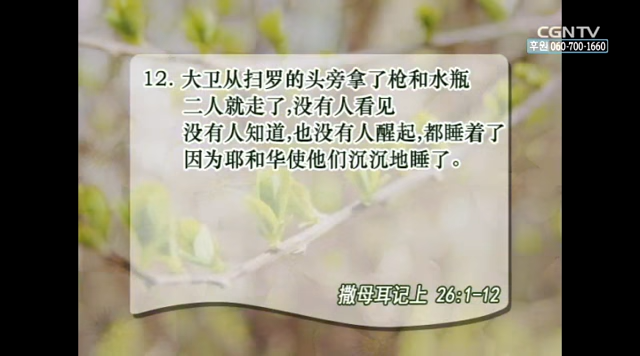 CGNTV
후원 060-700-1660
12. 大卫从扫罗的头旁拿了枪和水瓶
二人就走了,没有人看见
没有人知道,也没有人醒起,都睡着了
因为耶和华使他们沉沉地睡了。
撒母耳记上 26:1-12